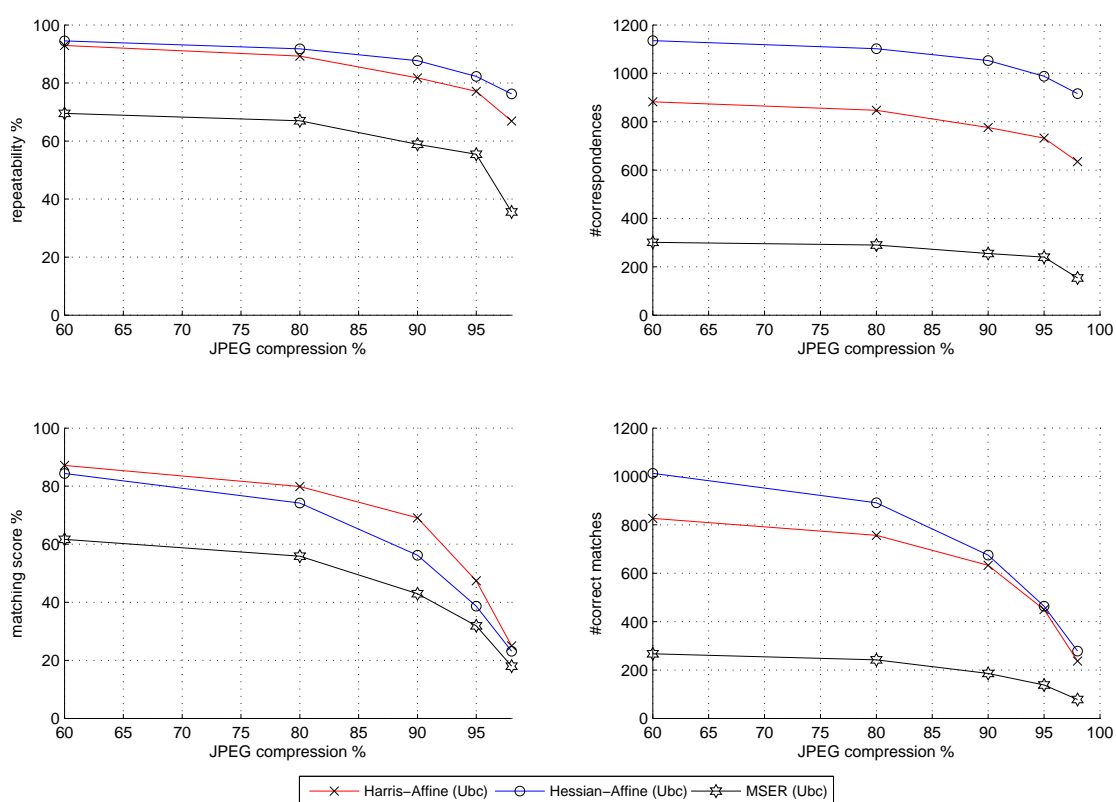 100
80
60
40
20
0
repeatability %
60 65 70 75 80 85 90 95
JPEG compression %
1200
1000
800
600
400
200
0
#correspondences
60 65 70 75 80 85 90 95 100
JPEG compression %
100
80
60
40
20
0
matching score %
60 65 70 75 80 85 90 95
JPEG compression %
1200
1000
800
600
400
200
0
#correct matches
60 65 70 75 80 85 90 95 100
JPEG compression %
Harris−Affine (Ubc) Hessian−Affine (Ubc) MSER (Ubc)